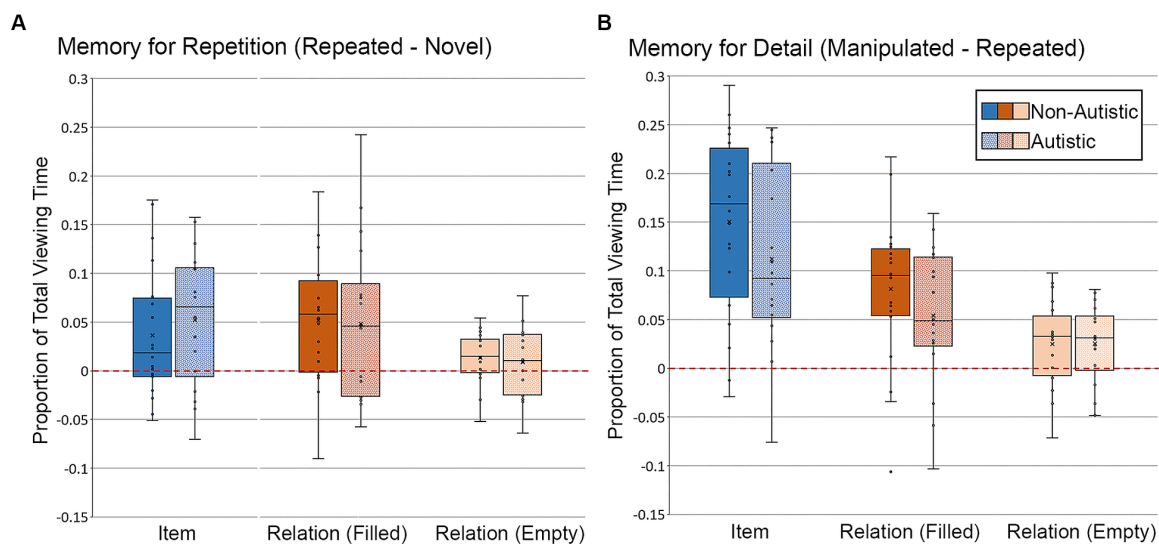 A
Memory for Repetition (Repeated - Novel)
Proportion of Total Viewing Time
0.3
0.25
0.2
0.15
0.1
0.05
0
-0.05
-0.1
-0.15
Item
Relation (Filled)
Relation (Empty)
B
Memory for Detail (Manipulated - Repeated)
Proportion of Total Viewing Time
0.3
0.25
0.2
0.15
0.1
0.05
0
-0.05
-0.1
-0.15
Non-Autistic
Autistic
Item
Relation (Filled)
Relation (Empty)